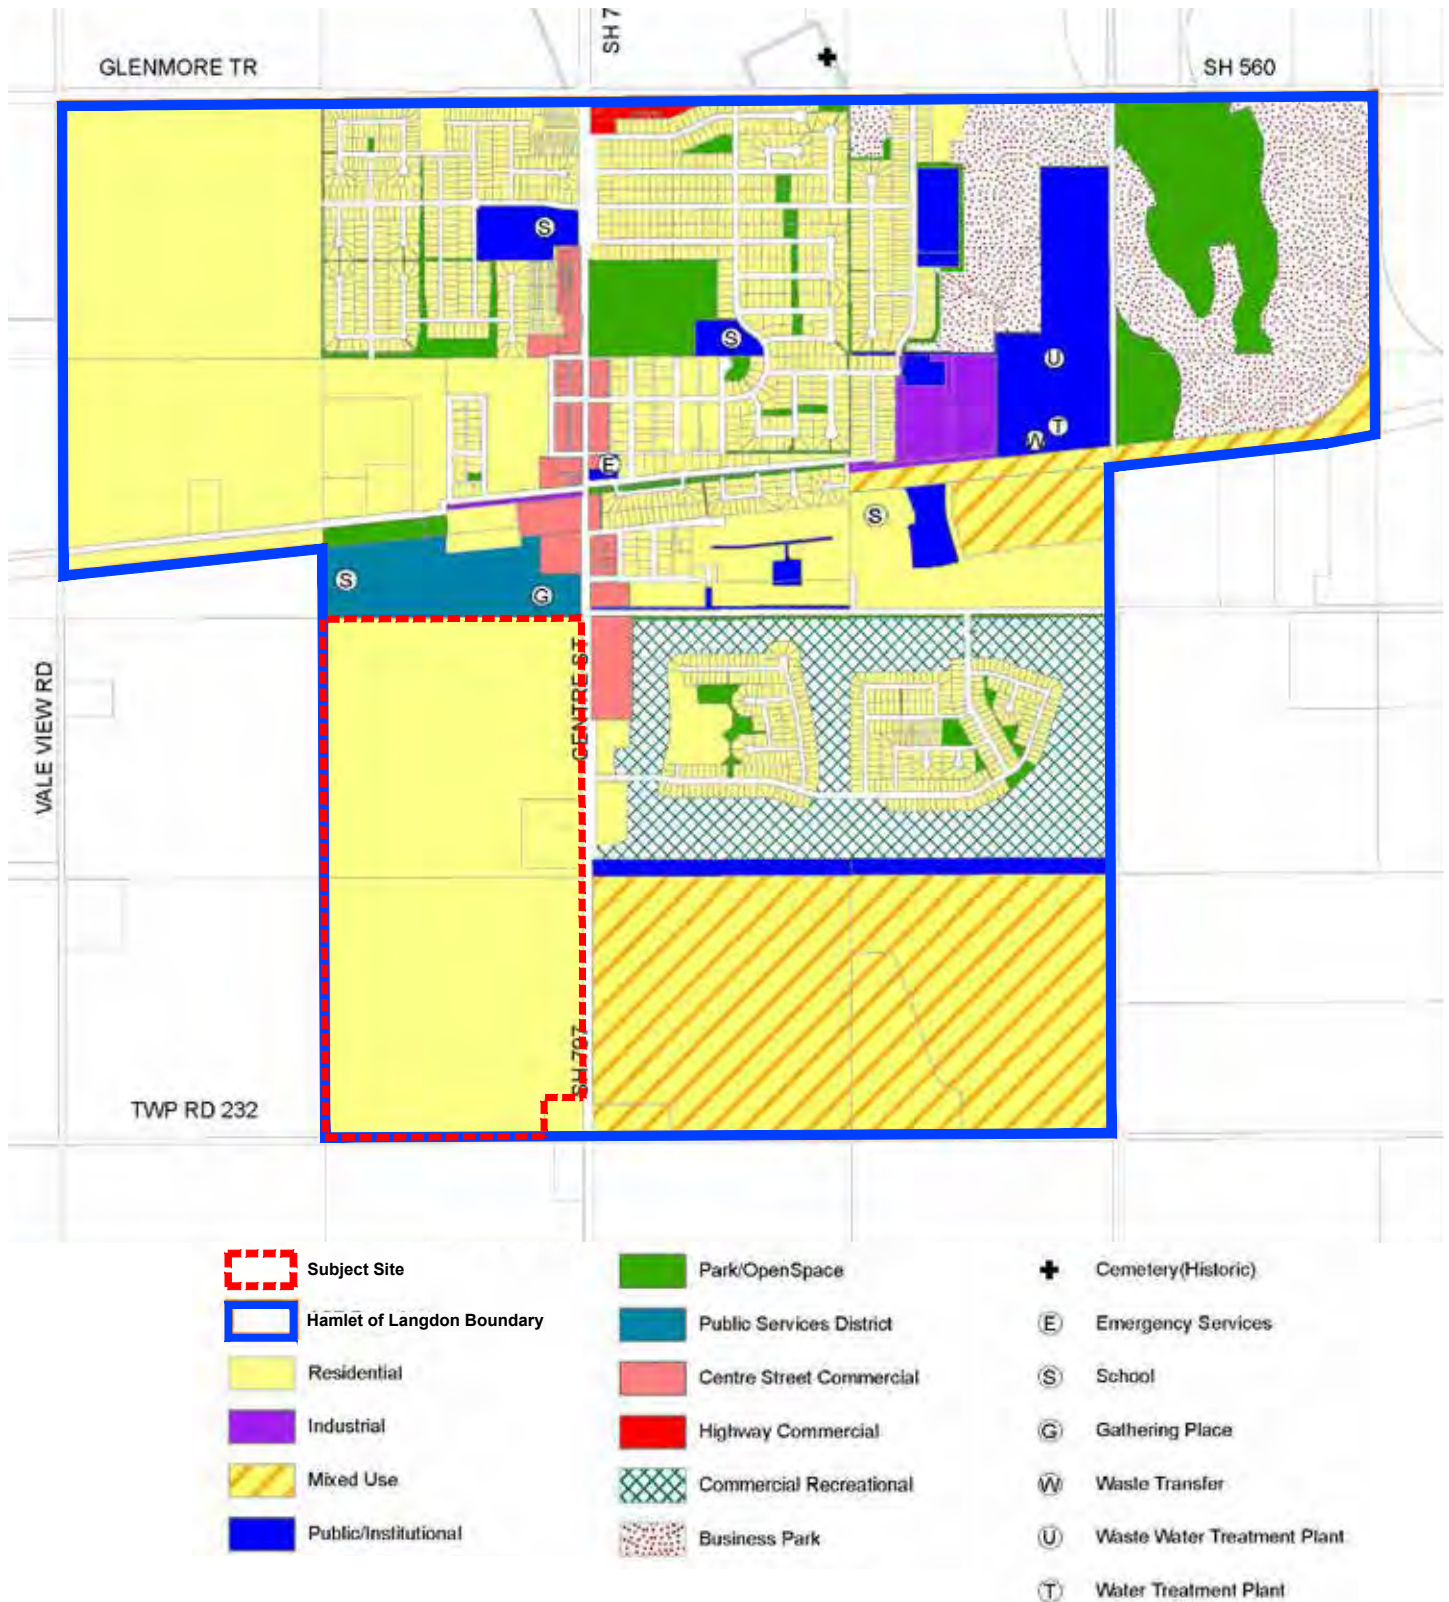 SH 7
GLENMORE TR
SH 560
S
S
U
T
W
E
S
S
G
CENTRE ST
VALE VIEW RD
SH 797
TWP RD 232
Subject Site
Hamlet of Langdon Boundary
Residential
Industrial
Mixed Use
Public/Institutional
Park/OpenSpace
Public Services District
Centre Street Commercial
Highway Commercial
Commercial Recreational
Business Park
Cemetery(Historic)
E Emergency Services
S School
G Gathering Place
W Waste Transfer
U Waste Water Treatment Plant
T Water Treatment Plant